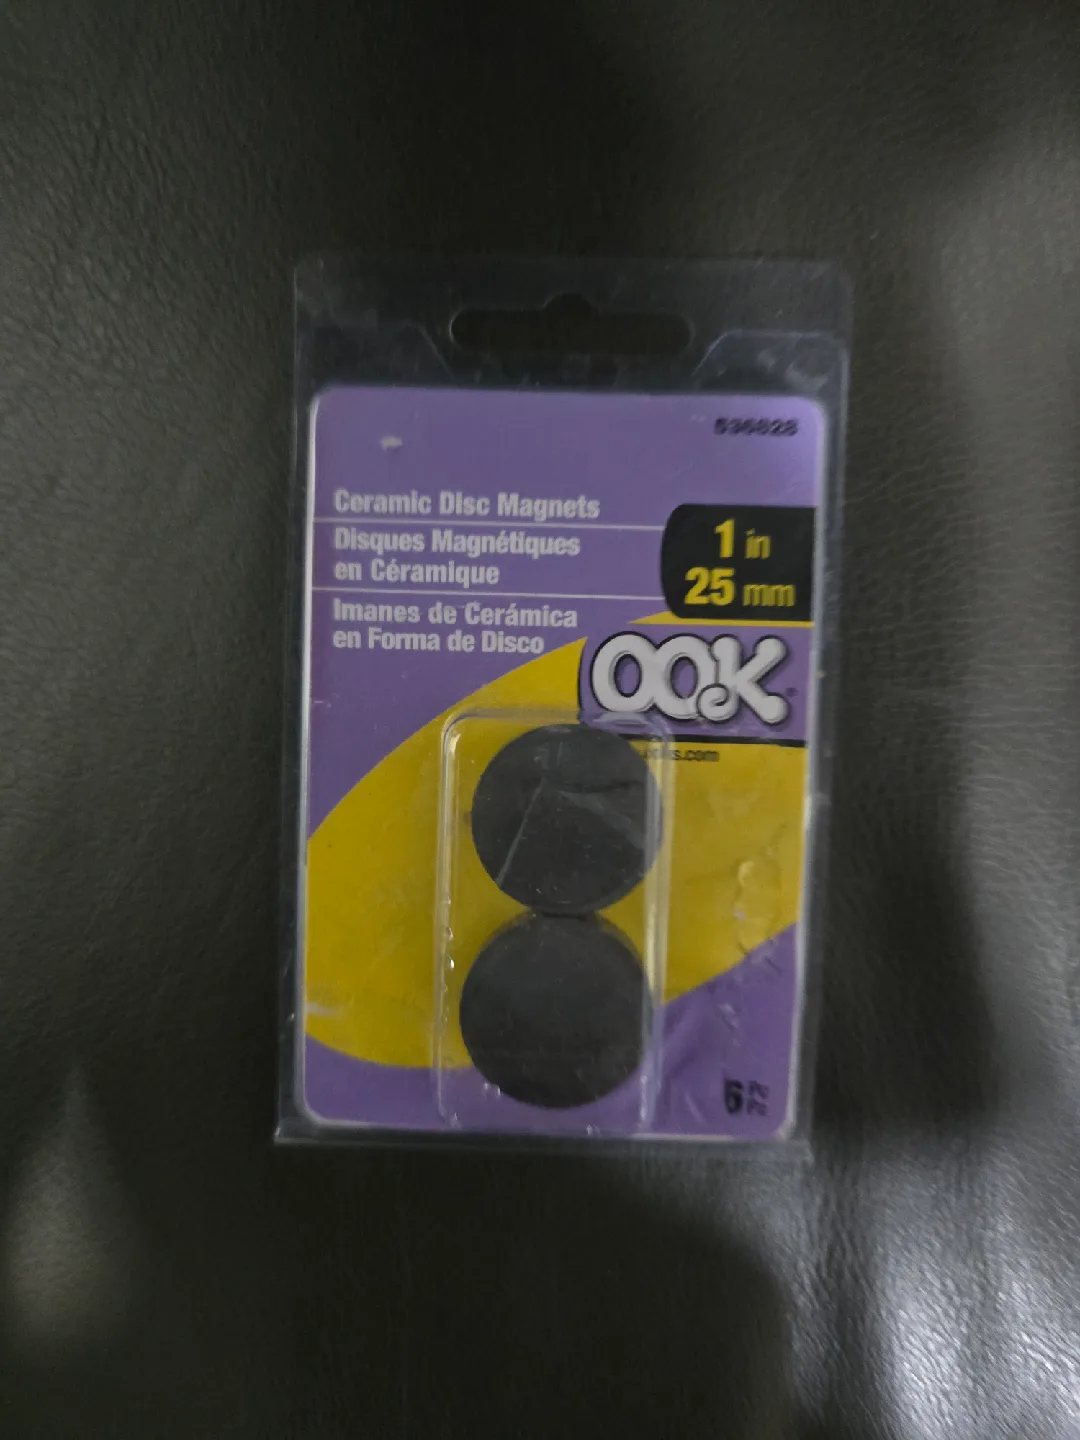 536828
Ceramic Disc Magnets
Disques Magnétiques
en Céramique
Imanes de Cerámica
en Forma de Disco
1 in
25 mm
OOK®
6